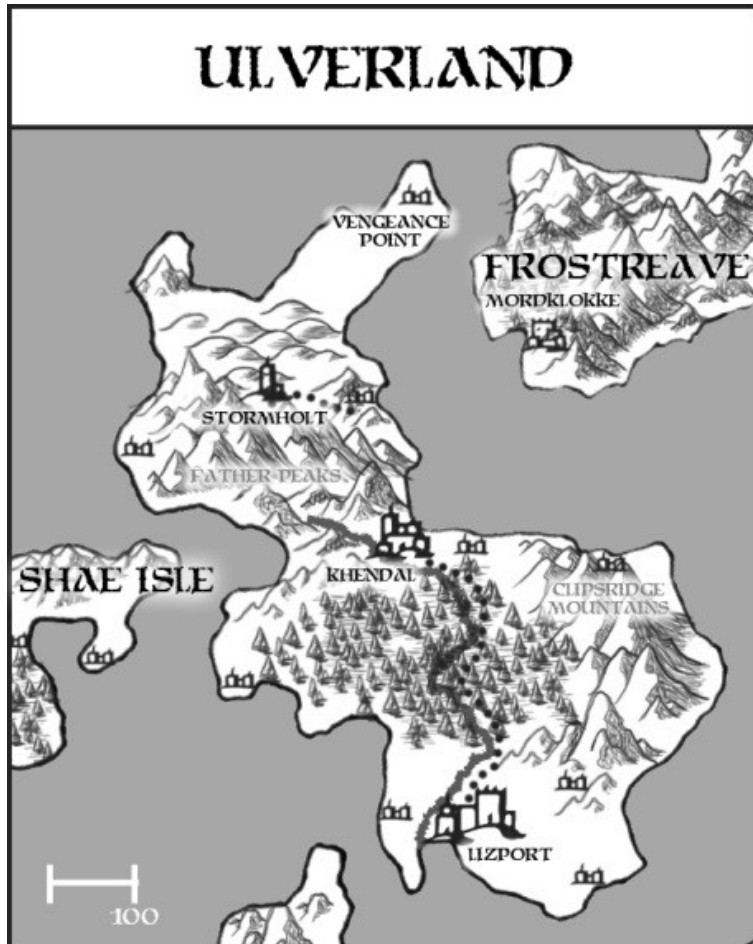 ULVERLAND
VENGEANCE
POINT
FROSTREAVE
MORDKLOKKE
STORMHOLT
FATHER PEAKS
SHAE ISLE
KHENDAL
CLIPSRIDGE
MOUNTAINS
LIZPORT
100